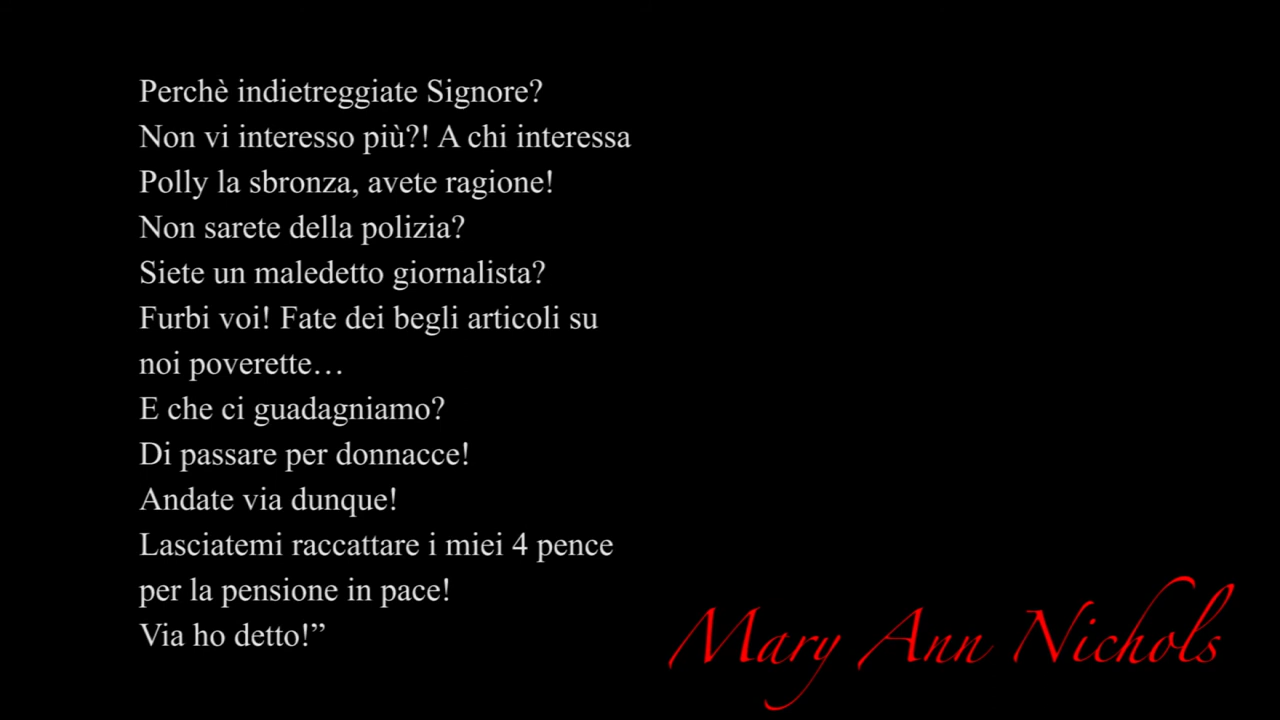 Perchè indietreggiate Signore?
Non vi interesso più?! A chi interessa
Polly la sbronza, avete ragione!
Non sarete della polizia?
Siete un maledetto giornalista?
Furbi voi! Fate dei begli articoli su
noi poverette…
E che ci guadagniamo?
Di passare per donnacce!
Andate via dunque!
Lasciatemi raccattare i miei 4 pence
per la pensione in pace!
Via ho detto!”
Mary Ann Nichols